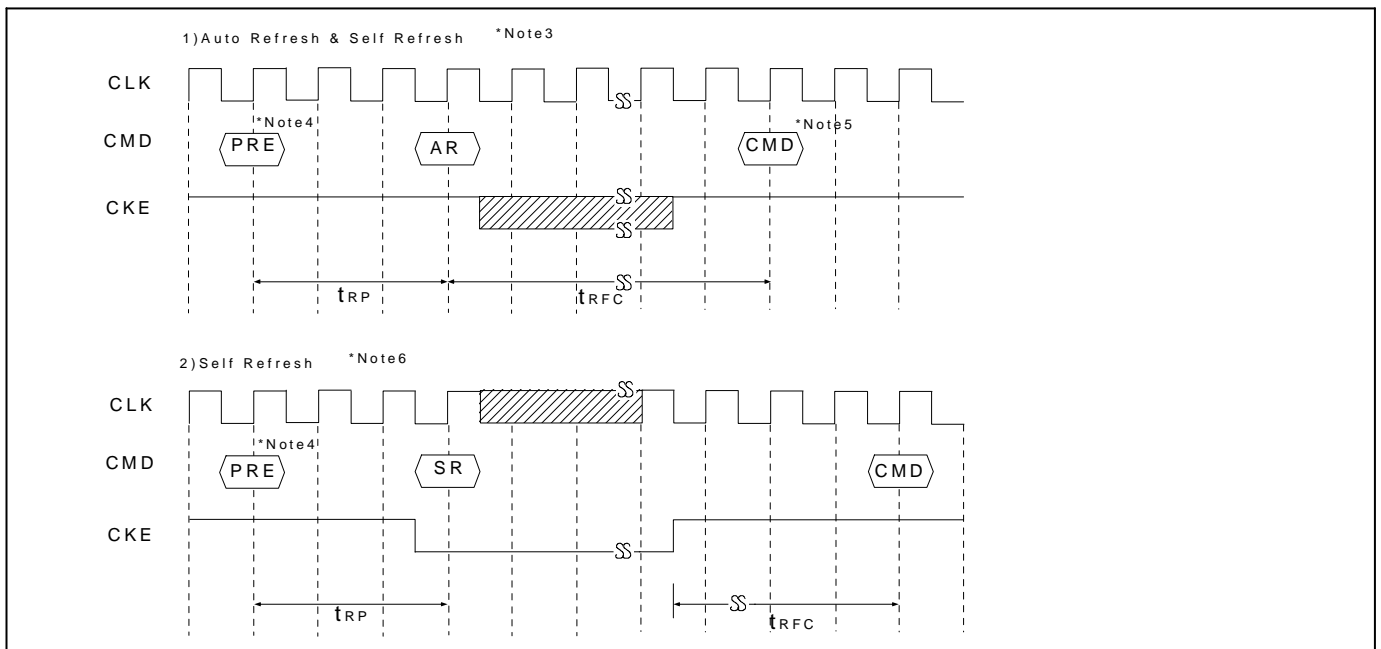 1)Auto Refresh & Self Refresh *Note3
CLK
*Note4 *Note5
CMD PRE AR CMD
CKE
tRP tRFC
2)Self Refresh *Note6
CLK
*Note4
CMD PRE SR CMD
CKE
tRP tRFC